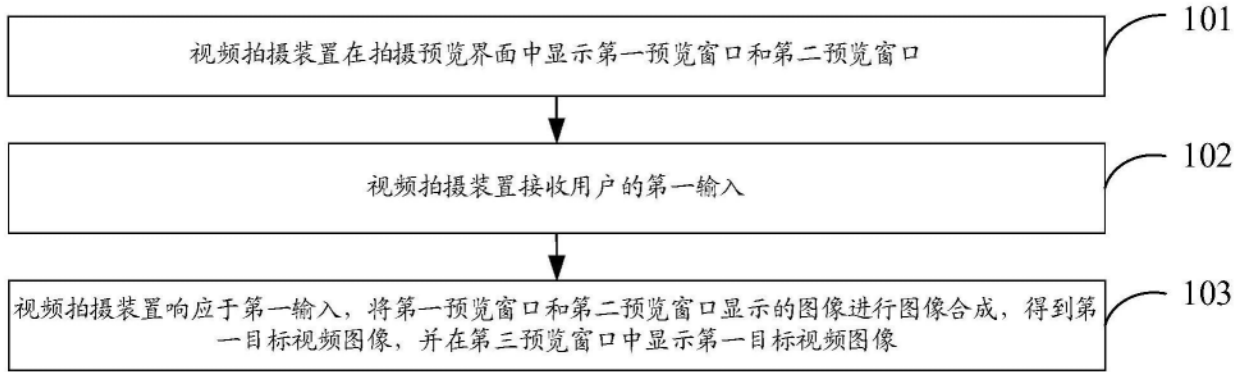 101
视频拍摄装置在拍摄预览界面中显示第一预览窗口和第二预览窗口
102
视频拍摄装置接收用户的第一输入
103
视频拍摄装置响应于第一输入，将第一预览窗口和第二预览窗口显示的图像进行图像合成，得到第
一目标视频图像，并在第三预览窗口中显示第一目标视频图像